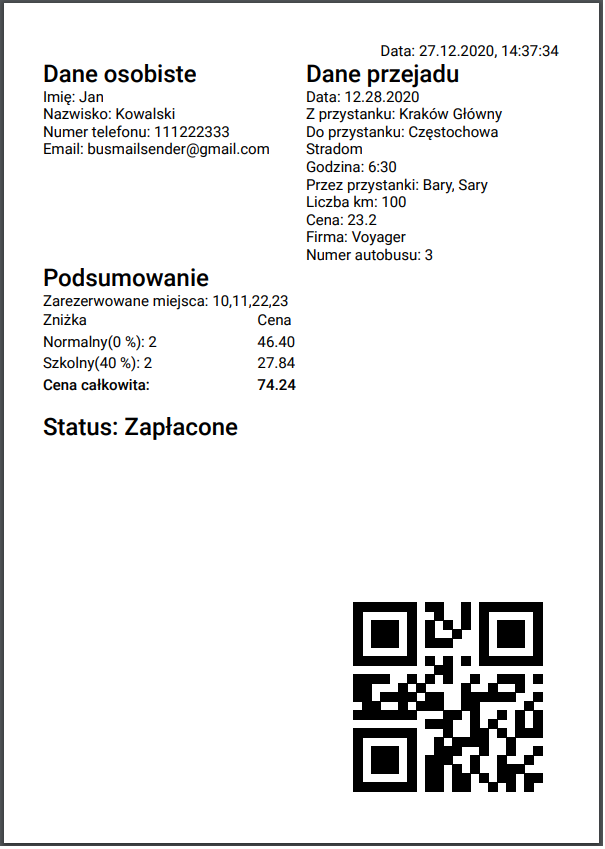 Data: 27.12.2020, 14:37:34
Dane osobiste
Imię: Jan
Nazwisko: Kowalski
Numer telefonu: 111222333
Email: busmailsender@gmail.com
Dane przejadu
Data: 12.28.2020
Z przystanku: Kraków Główny
Do przystanku: Częstochowa
Stradom
Godzina: 6:30
Przez przystanki: Bary, Sary
Liczba km: 100
Cena: 23.2
Firma: Voyager
Numer autobusu: 3
Podsumowanie
Zarezerwowane miejsca: 10,11,22,23
Zniżka Cena
Normalny(0 %): 2 46.40
Szkolny(40 %): 2 27.84
Cena całkowita: 74.24
Status: Zapłacone